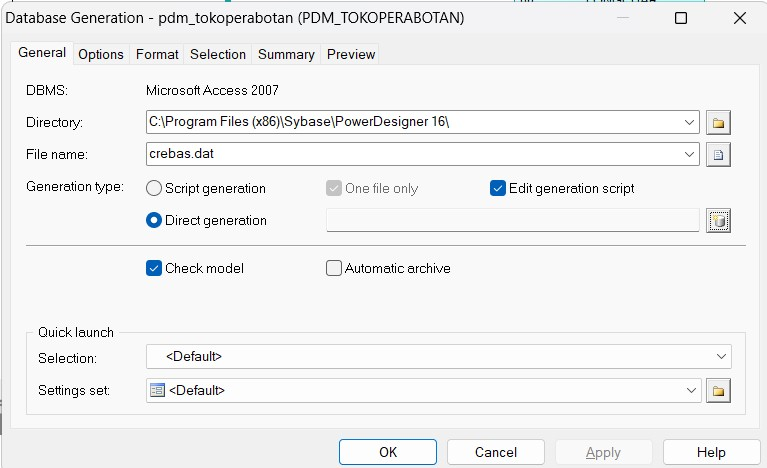 Database Generation - pdm_tokoperabotan (PDM_TOKOPERABOTAN)
General Options Format Selection Summary Preview
DBMS: Microsoft Access 2007
Directory: C:\Program Files (x86)\Sybase\PowerDesigner 16\
File name: crebas.dat
Generation type: Script generation One file only Edit generation script
Direct generation
Check model Automatic archive
Quick launch
Selection: <Default>
Settings set: <Default>
OK Cancel Apply Help